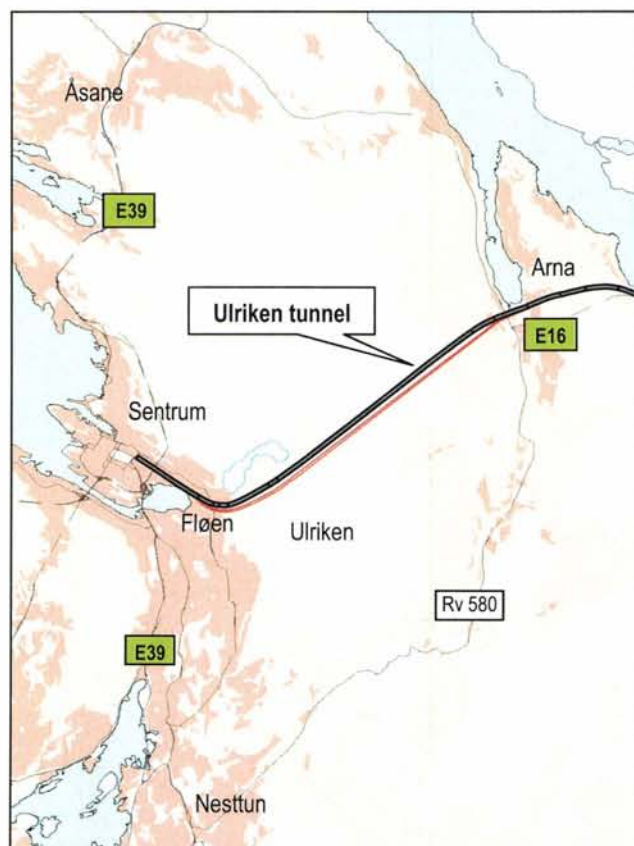 Åsane
E39
Arna
Ulriken tunnel
E16
Sentrum
Fløen
Ulriken
Rv 580
E39
Nesttun